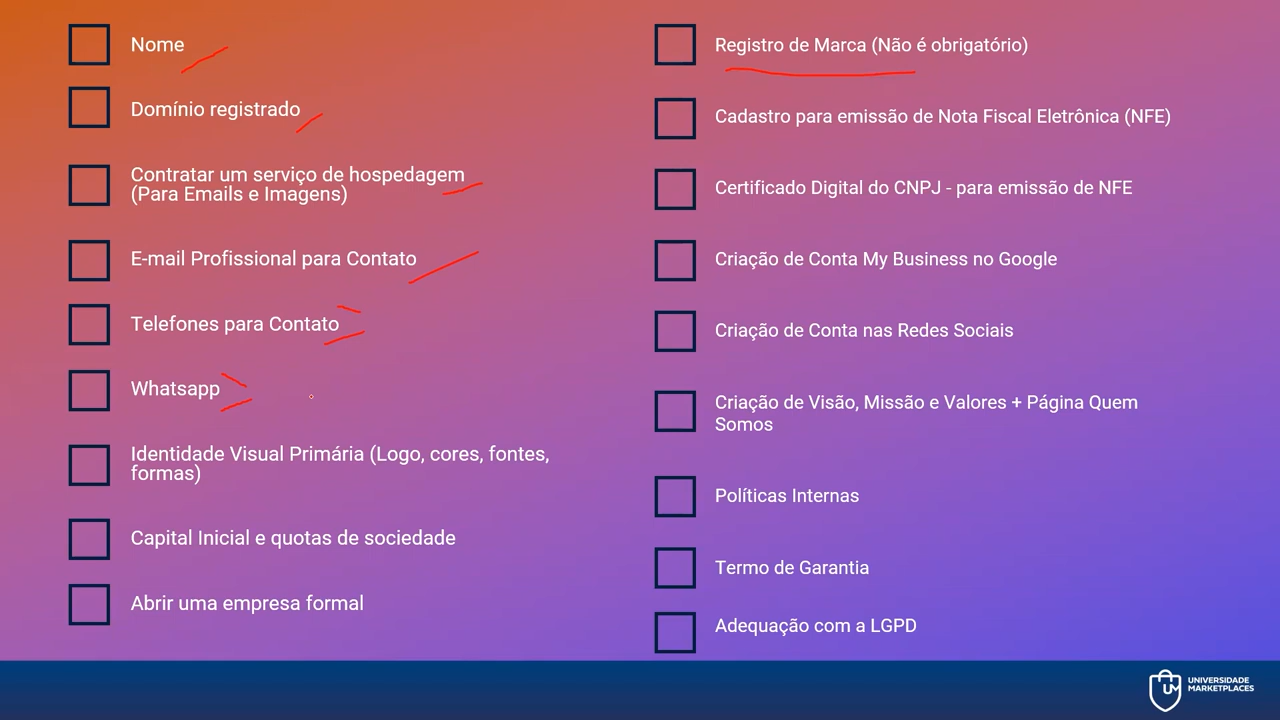 Nome
Domínio registrado
Contratar um serviço de hospedagem
(Para Emails e Imagens)
E-mail Profissional para Contato
Telefones para Contato
Whatsapp
Identidade Visual Primária (Logo, cores, fontes,
formas)
Capital Inicial e quotas de sociedade
Abrir uma empresa formal
Registro de Marca (Não é obrigatório)
Cadastro para emissão de Nota Fiscal Eletrônica (NFE)
Certificado Digital do CNPJ - para emissão de NFE
Criação de Conta My Business no Google
Criação de Conta nas Redes Sociais
Criação de Visão, Missão e Valores + Página Quem
Somos
Políticas Internas
Termo de Garantia
Adequação com a LGPD
UM
UNIVERSIDADE
MARKETPLACES